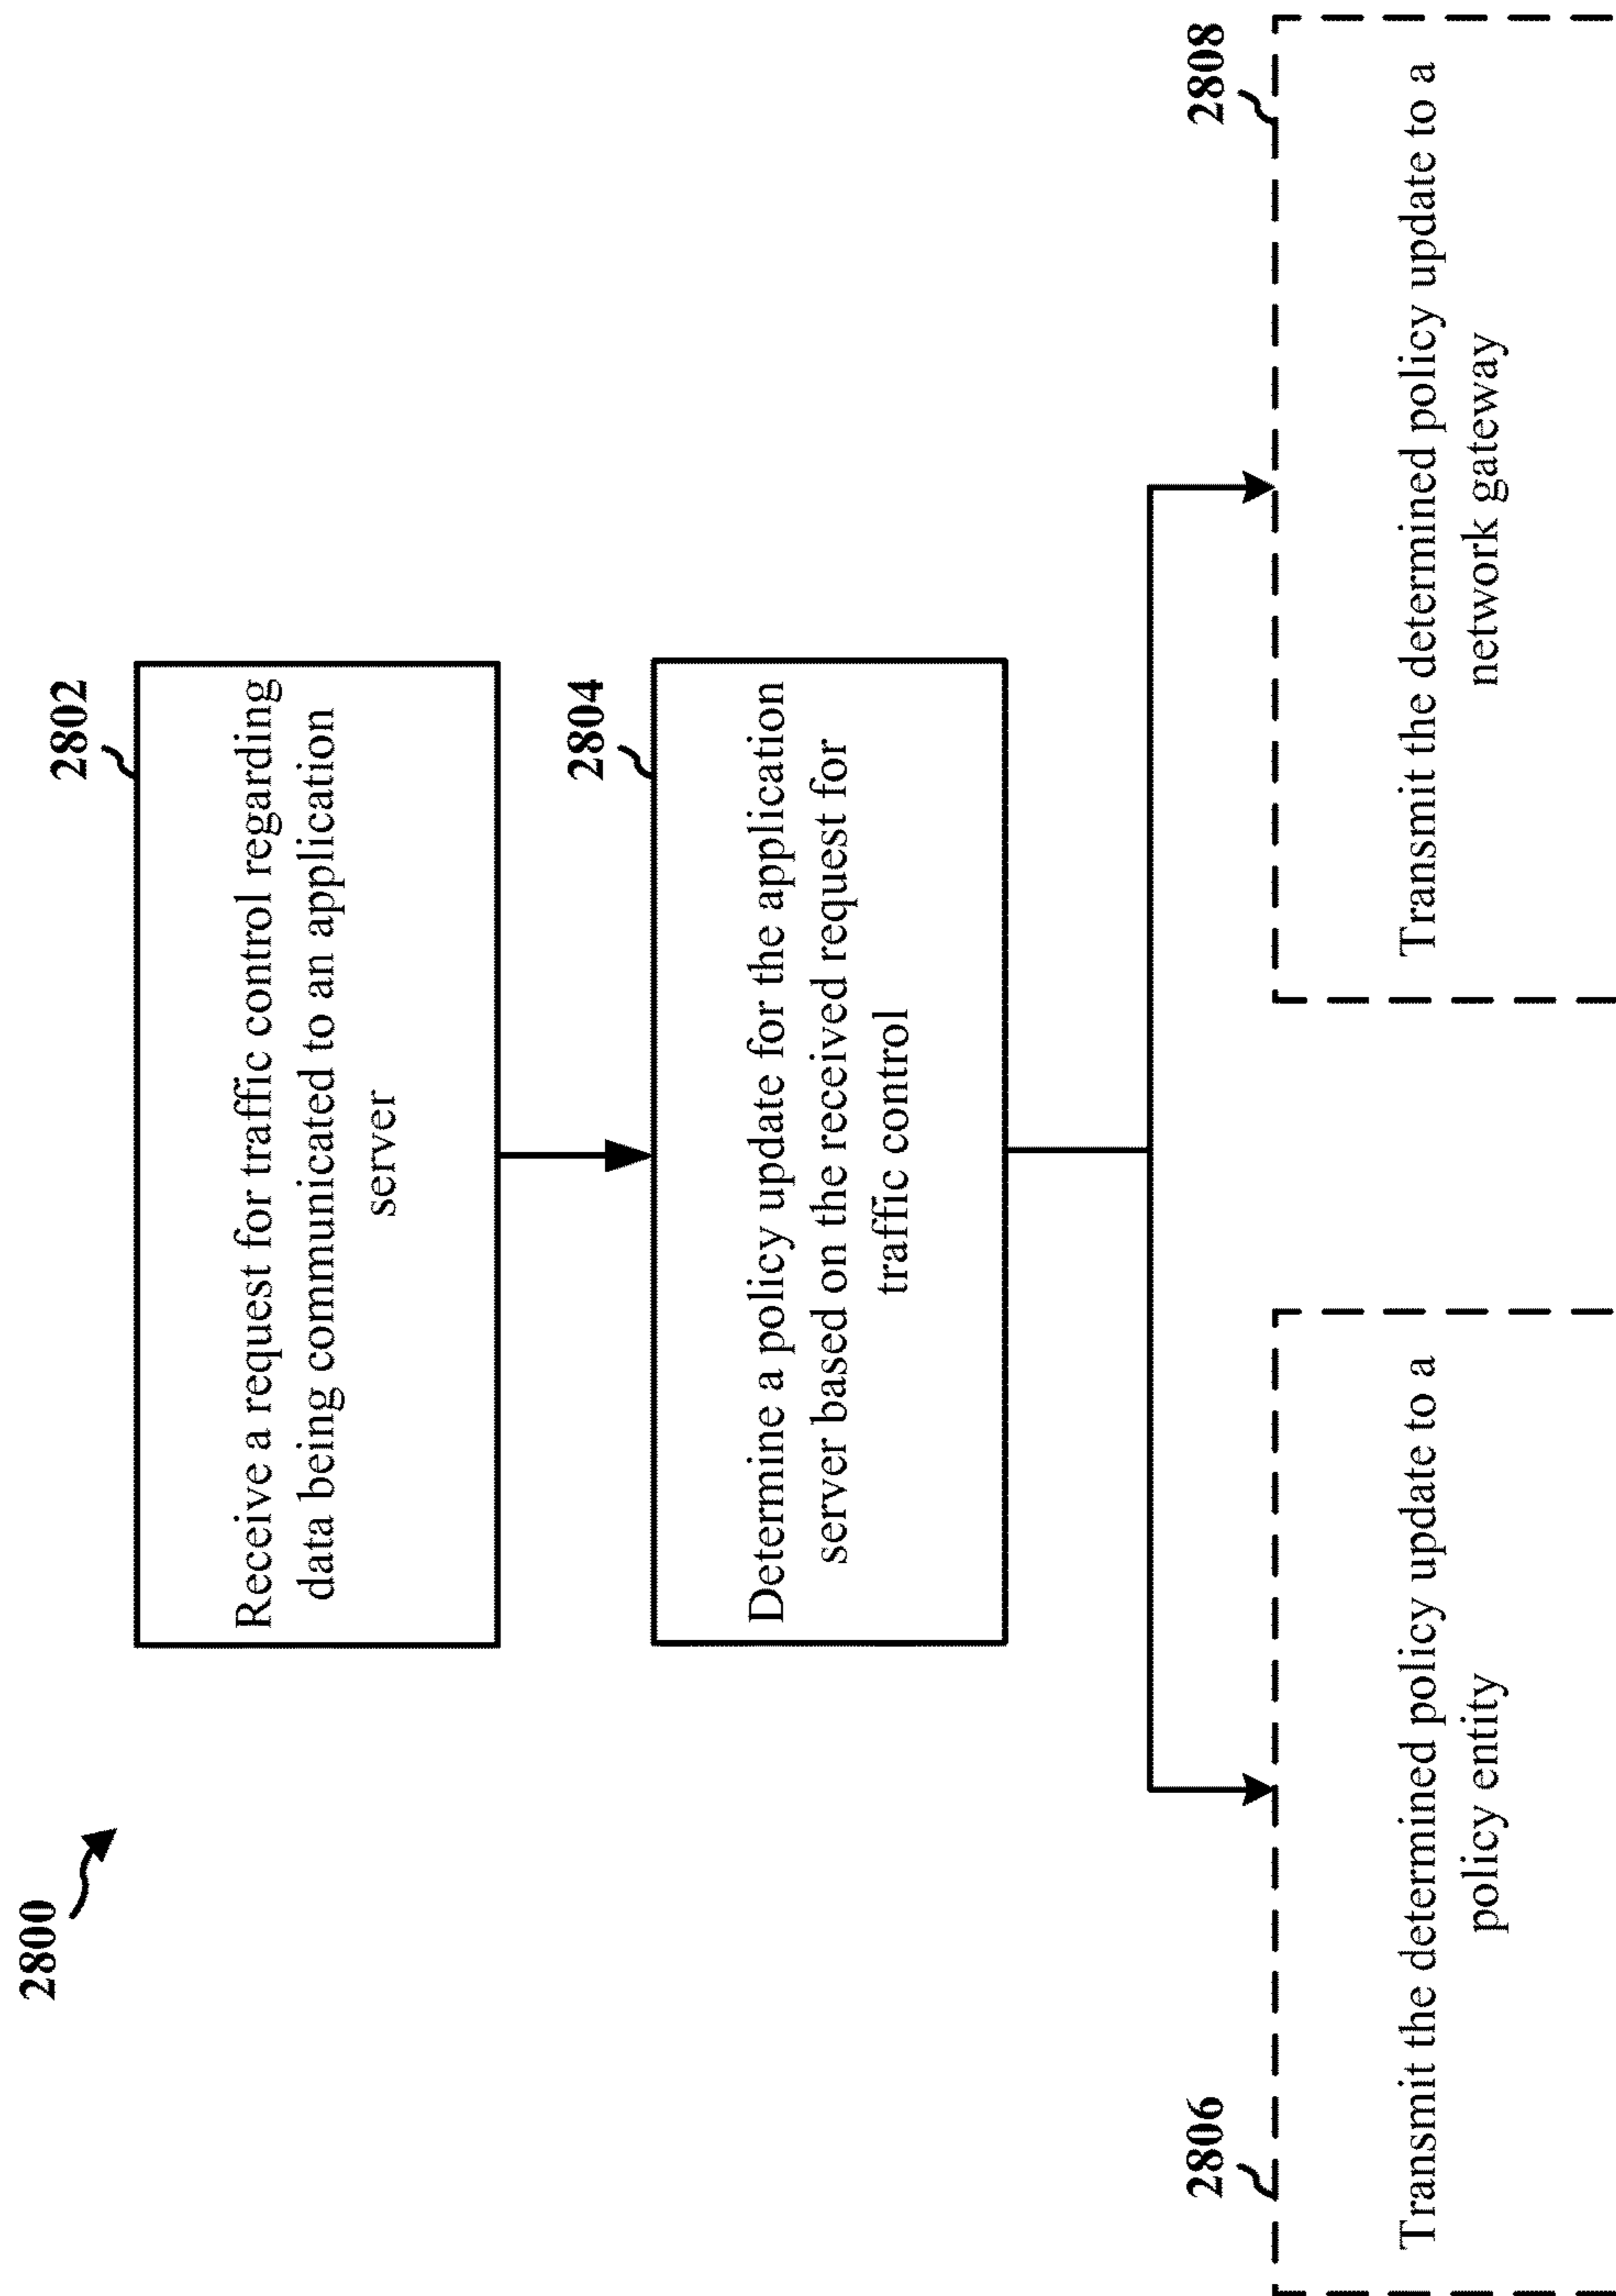 2800
2802
Receive a request for traffic control regarding
data being communicated to an application
server
2804
Determine a policy update for the application
server based on the received request for
traffic control
2806
Transmit the determined policy update to a
policy entity
2808
Transmit the determined policy update to a
network gateway